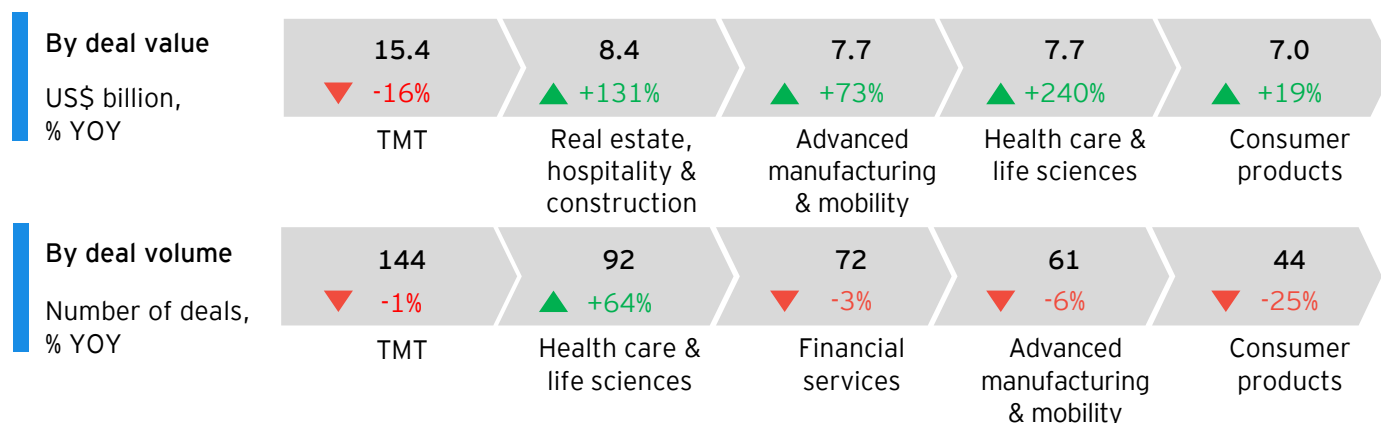 By deal value
US$ billion,
% YOY
15.4 8.4 7.7 7.7 7.0
-16% +131% +73% +240% +19%
TMT Real estate, Advanced Health care & Consumer
hospitality & manufacturing life sciences products
construction & mobility
By deal volume
Number of deals,
% YOY
144 92 72 61 44
-1% +64% -3% -6% -25%
TMT Health care & Financial Advanced Consumer
life sciences services manufacturing products
& mobility